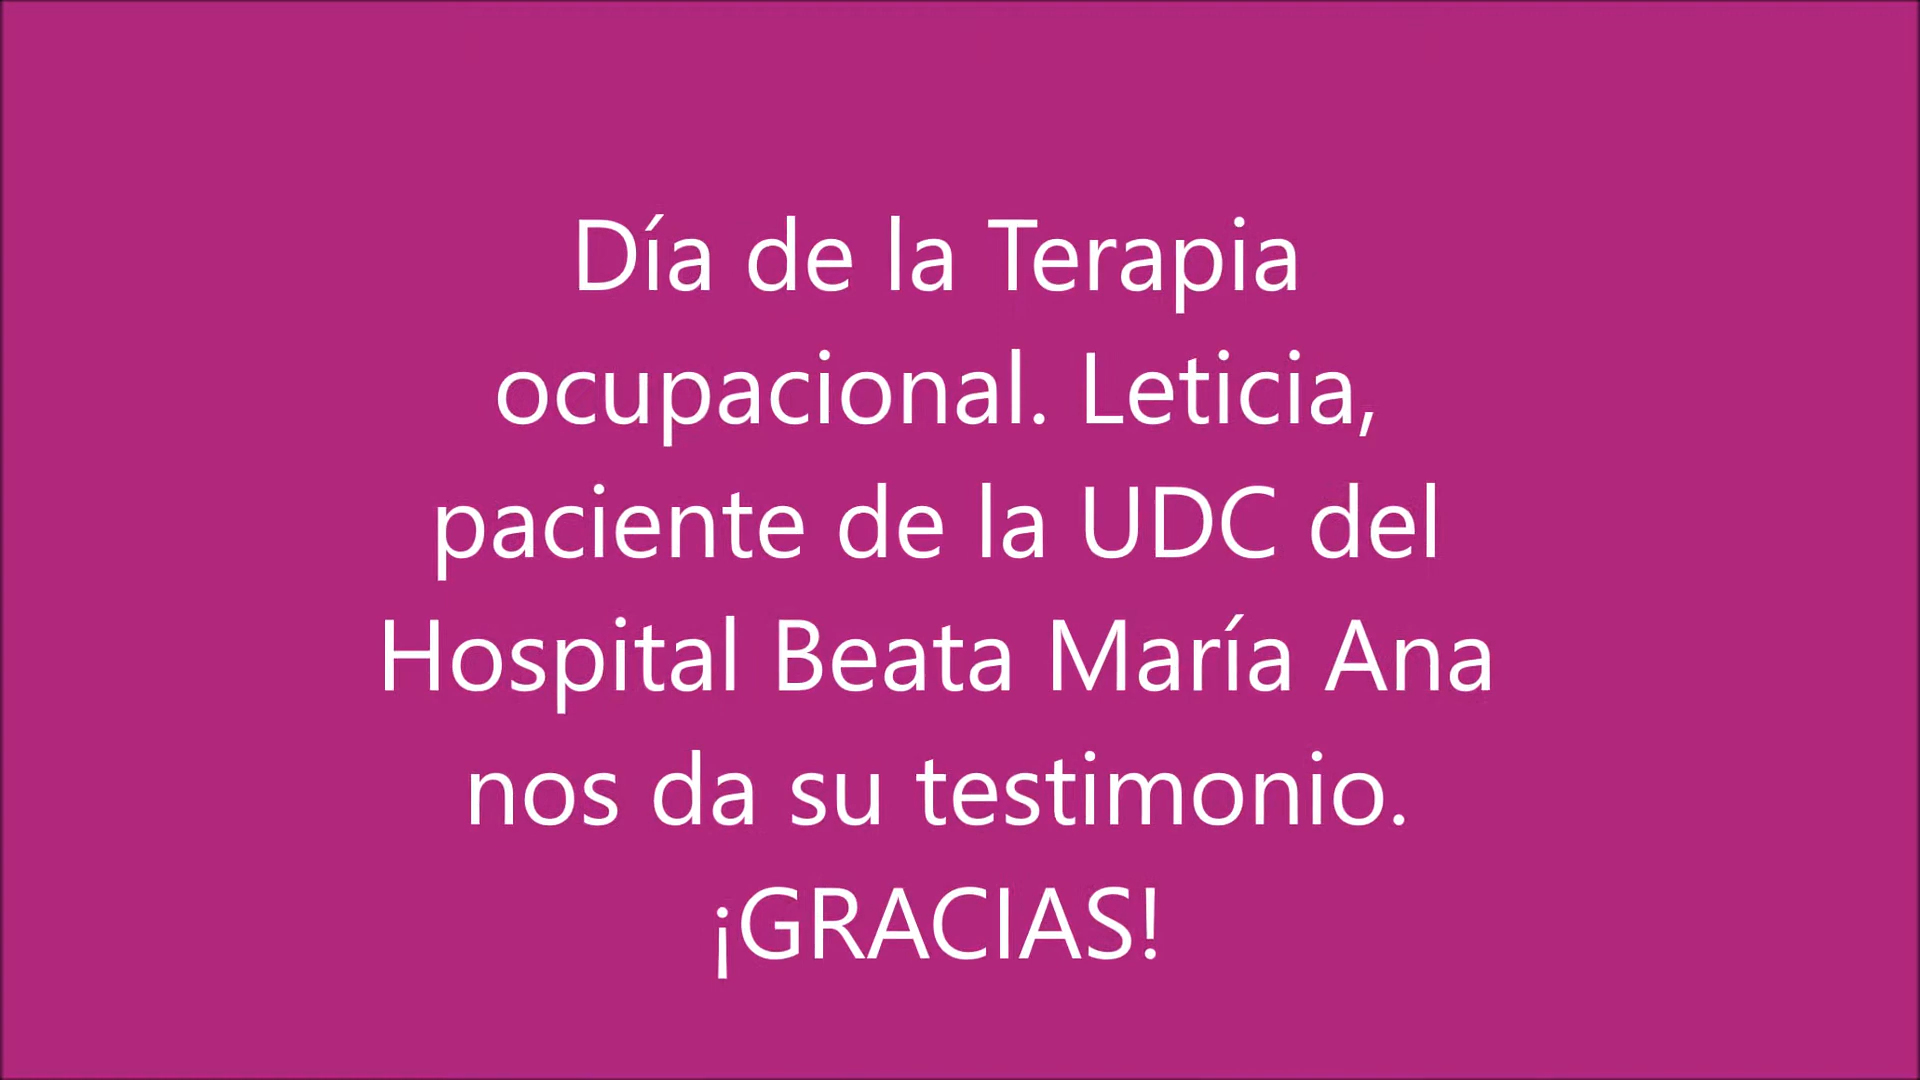 Día de la Terapia
ocupacional. Leticia,
paciente de la UDC del
Hospital Beata María Ana
nos da su testimonio.
¡GRACIAS!